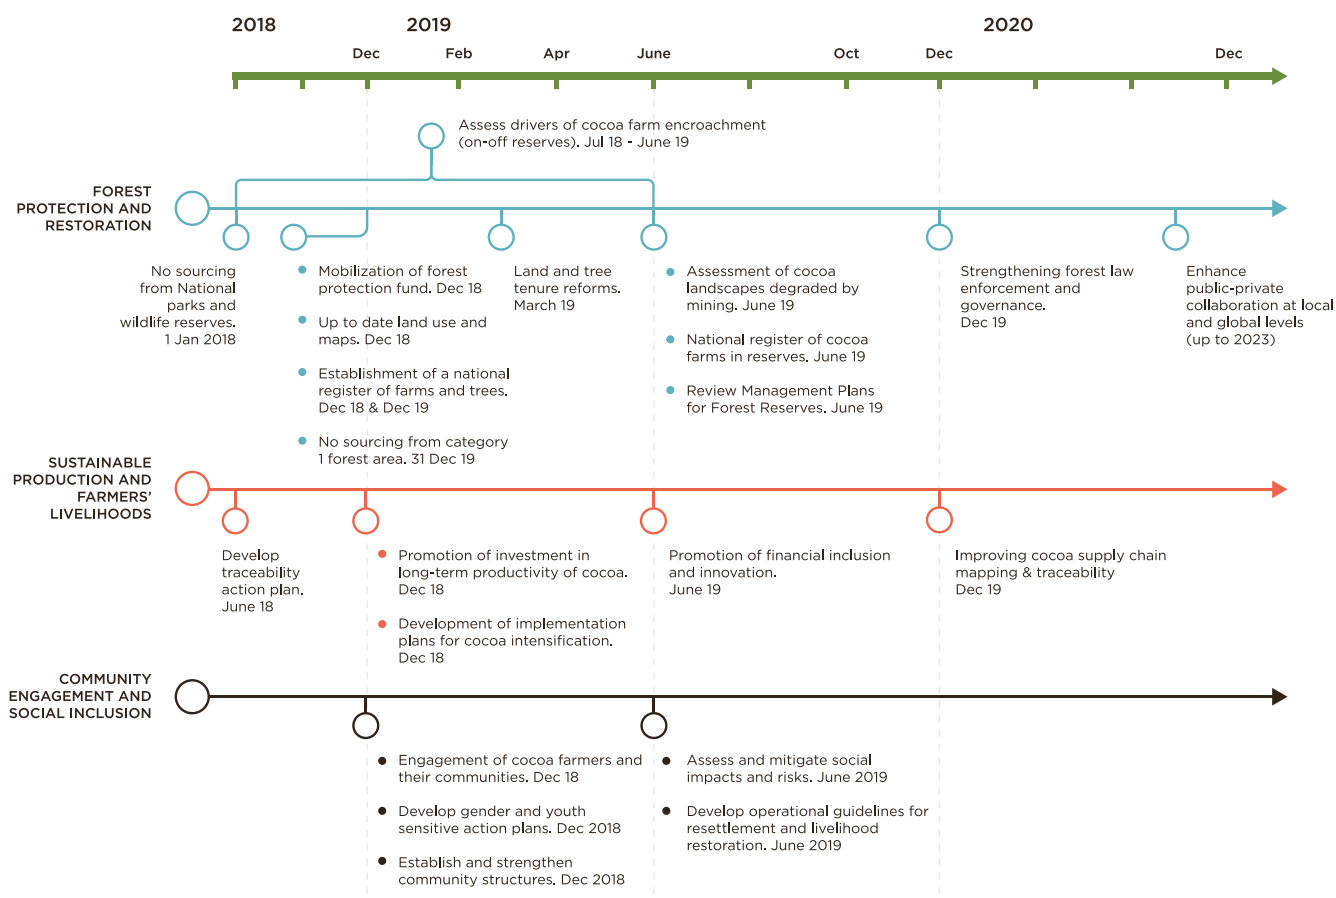 2018
2019
2020
Dec
Feb
Apr
June
Oct
Dec
Dec
Assess drivers of cocoa farm encroachment
(on-off reserves). Jul 18 - June 19
FOREST
PROTECTION AND
RESTORATION
No sourcing
from National
parks and
wildlife reserves.
1 Jan 2018
Mobilization of forest
protection fund. Dec 18
Up to date land use and
maps. Dec 18
Establishment of a national
register of farms and trees.
Dec 18 & Dec 19
No sourcing from category
1 forest area. 31 Dec 19
Land and tree
tenure reforms.
March 19
Assessment of cocoa
landscapes degraded by
mining. June 19
National register of cocoa
farms in reserves. June 19
Review Management Plans
for Forest Reserves. June 19
Strengthening forest law
enforcement and
governance.
Dec 19
Enhance
public-private
collaboration at local
and global levels
(up to 2023)
SUSTAINABLE
PRODUCTION AND
FARMERS'
LIVELIHOODS
Develop
traceability
action plan.
June 18
Promotion of investment in
long-term productivity of cocoa.
Dec 18
Development of implementation
plans for cocoa intensification.
Dec 18
Promotion of financial inclusion
and innovation.
June 19
Improving cocoa supply chain
mapping & traceability
Dec 19
COMMUNITY
ENGAGEMENT AND
SOCIAL INCLUSION
Engagement of cocoa farmers and
their communities. Dec 18
Develop gender and youth
sensitive action plans. Dec 2018
Establish and strengthen
community structures. Dec 2018
Assess and mitigate social
impacts and risks. June 2019
Develop operational guidelines for
resettlement and livelihood
restoration. June 2019